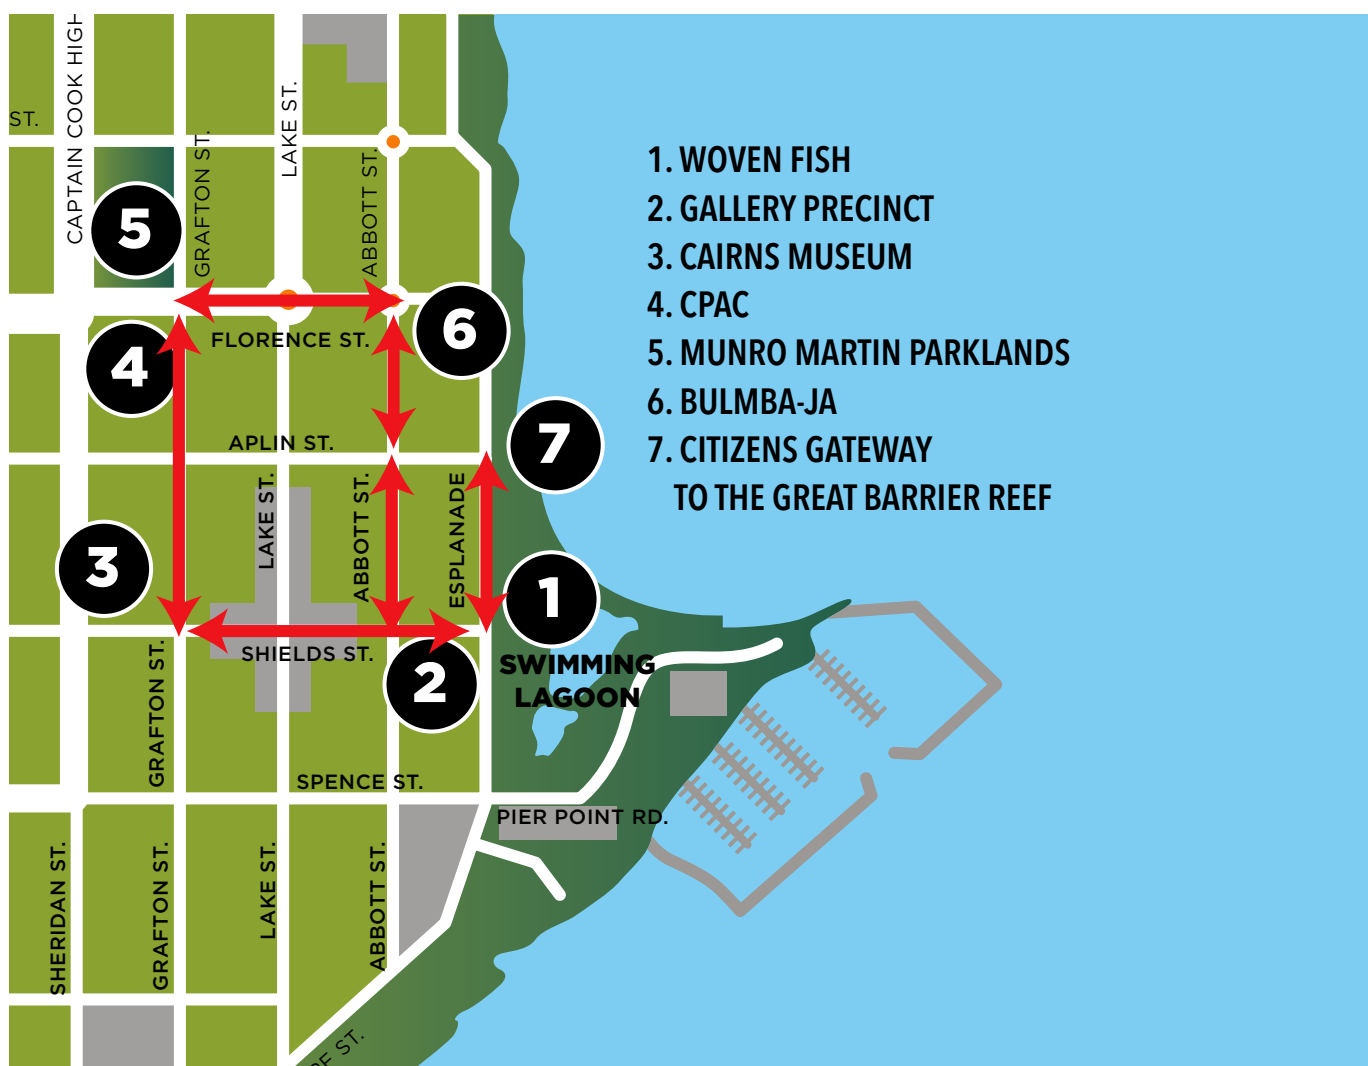 CAPTAIN COOK HIGH
LAKE ST.
ST.
GRAFTON ST.
ABBOTT ST.
5
1. WOVEN FISH
2. GALLERY PRECINCT
3. CAIRNS MUSEUM
4. CPAC
5. MUNRO MARTIN PARKLANDS
6. BULMBA-JA
7. CITIZENS GATEWAY
TO THE GREAT BARRIER REEF
6
FLORENCE ST.
4
APLIN ST.
7
LAKE ST.
ABBOTT ST.
ESPLANADE
3
1
SHIELDS ST.
2
SWIMMING
LAGOON
GRAFTON ST.
SPENCE ST.
PIER POINT RD.
SHERIDAN ST.
GRAFTON ST.
LAKE ST.
ABBOTT ST.
ST.